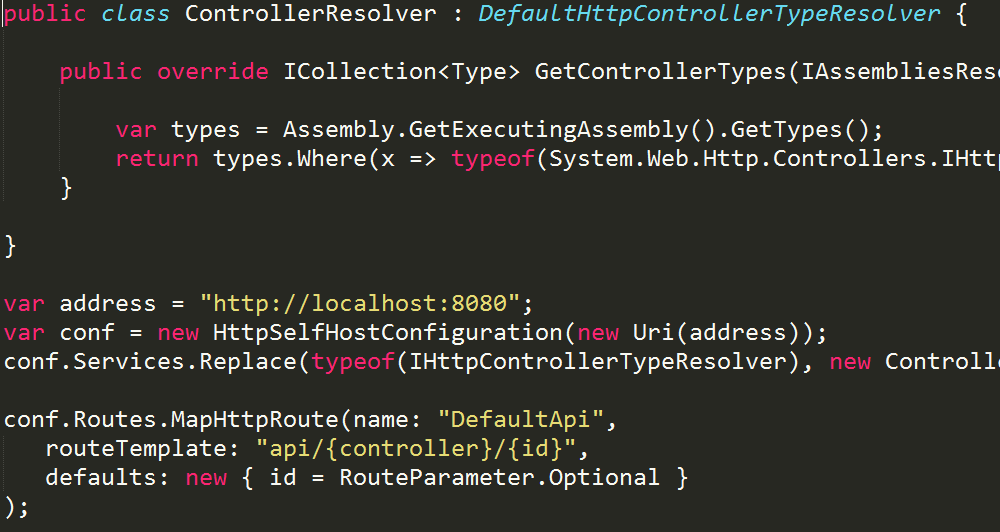 public class ControllerResolver : DefaultHttpControllerTypeResolver {
public override ICollection<Type> GetControllerTypes(IAssembliesReso
var types = Assembly.GetExecutingAssembly().GetTypes();
return types.Where(x => typeof(System.Web.Http.Controllers.IHttp
}
}
var address = "http://localhost:8080";
var conf = new HttpSelfHostConfiguration(new Uri(address));
conf.Services.Replace(typeof(IHttpControllerTypeResolver), new Controlle
conf.Routes.MapHttpRoute(name: "DefaultApi",
routeTemplate: "api/{controller}/{id}",
defaults: new { id = RouteParameter.Optional }
);